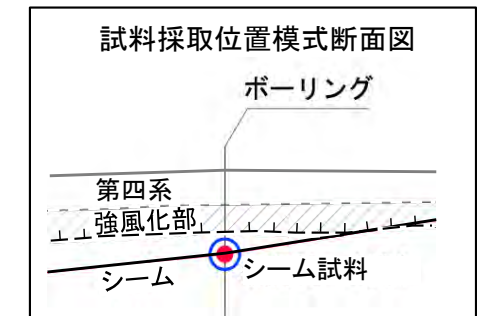 試料採取位置模式断面図
ボーリング
第四系
強風化部
シーム
シーム試料